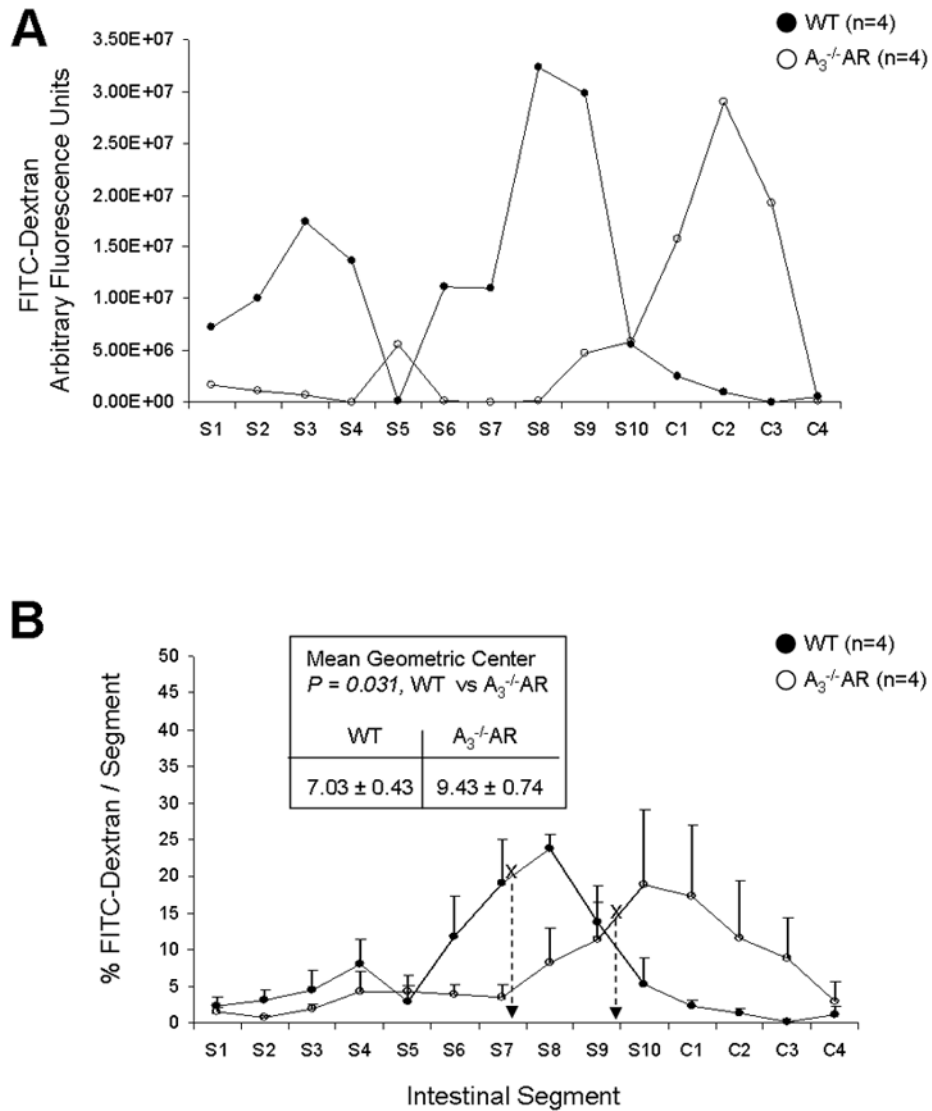 A
WT (n=4)
A3-/-AR (n=4)
FITC-Dextran
Arbitrary Fluorescence Units
3.50E+07
3.00E+07
2.50E+07
2.00E+07
1.50E+07
1.00E+07
5.00E+06
0.00E+00
S1 S2 S3 S4 S5 S6 S7 S8 S9 S10 C1 C2 C3 C4
B
WT (n=4)
A3-/-AR (n=4)
Mean Geometric Center
P = 0.031, WT vs A3-/-AR
WT A3-/-AR
7.03 ± 0.43 9.43 ± 0.74
% FITC-Dextran / Segment
50
45
40
35
30
25
20
15
10
5
0
X
X
S1 S2 S3 S4 S5 S6 S7 S8 S9 S10 C1 C2 C3 C4
Intestinal Segment